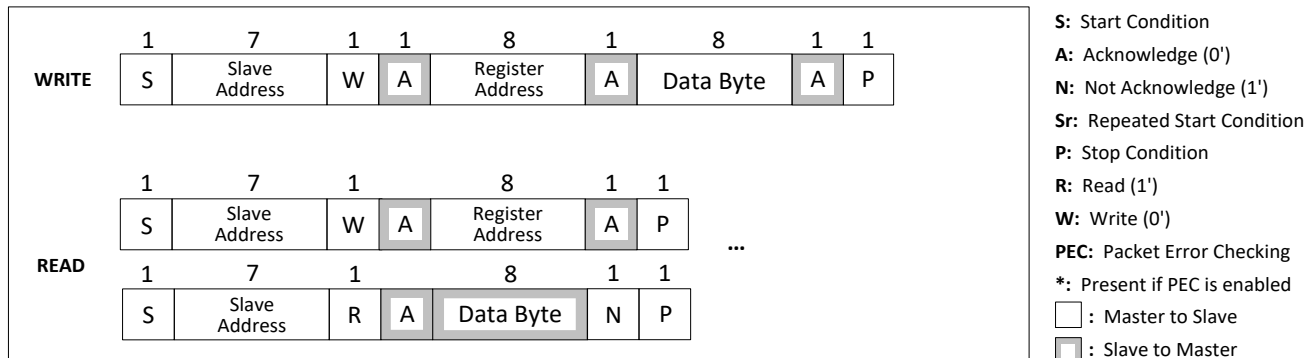 1 7 1 1 8 1 8 1 1
WRITE S Slave Address W A Register Address A Data Byte A P
1 7 1 8 1 1
S Slave Address W A Register Address A P ...
READ
1 7 1 8 1 1
S Slave Address R A Data Byte N P
S: Start Condition
A: Acknowledge (0')
N: Not Acknowledge (1')
Sr: Repeated Start Condition
P: Stop Condition
R: Read (1')
W: Write (0')
PEC: Packet Error Checking
*: Present if PEC is enabled
: Master to Slave
: Slave to Master